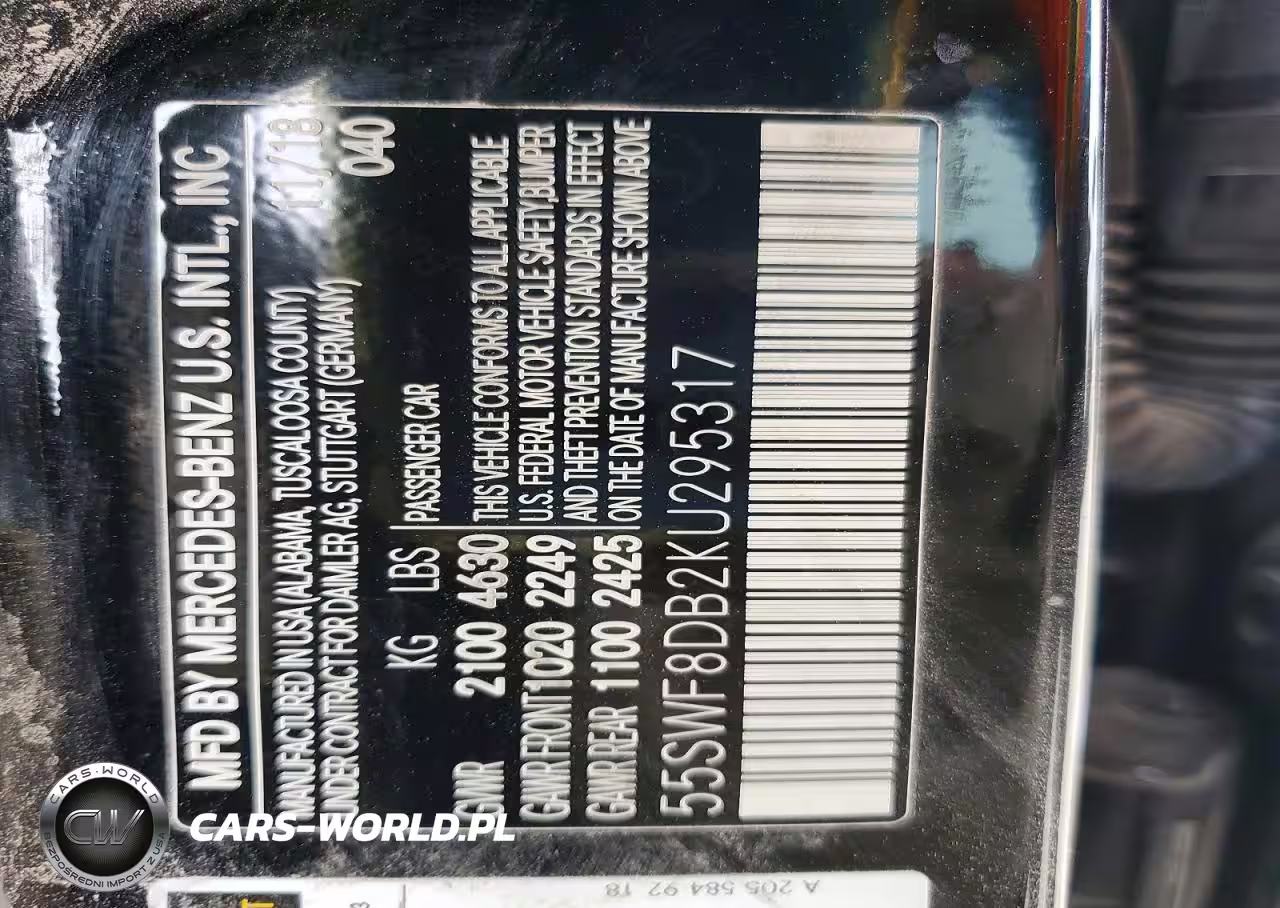 MFD BY MERCEDES-BENZ U.S. INTL., INC
MANUFACTURED IN USA (ALABAMA, TUSCALOOSA COUNTY) 11/18
UNDER CONTRACT FOR DAIMLER AG, STUTTGART (GERMANY) 040
KG LBS PASSENGER CAR
GVWR 2100 4630 THIS VEHICLE CONFORMS TO ALL APPLICABLE
GAWR FRONT 1020 2249 U.S. FEDERAL MOTOR VEHICLE SAFETY, BUMPER
AND THEFT PREVENTION STANDARDS IN EFFECT
GAWR REAR 1100 2425 ON THE DATE OF MANUFACTURE SHOWN ABOVE
55SWF8DB2KU295317
A 205 584 92 18
CARS-WORLD
CW
BEZPOŚREDNI IMPORT Z USA
CARS-WORLD.PL